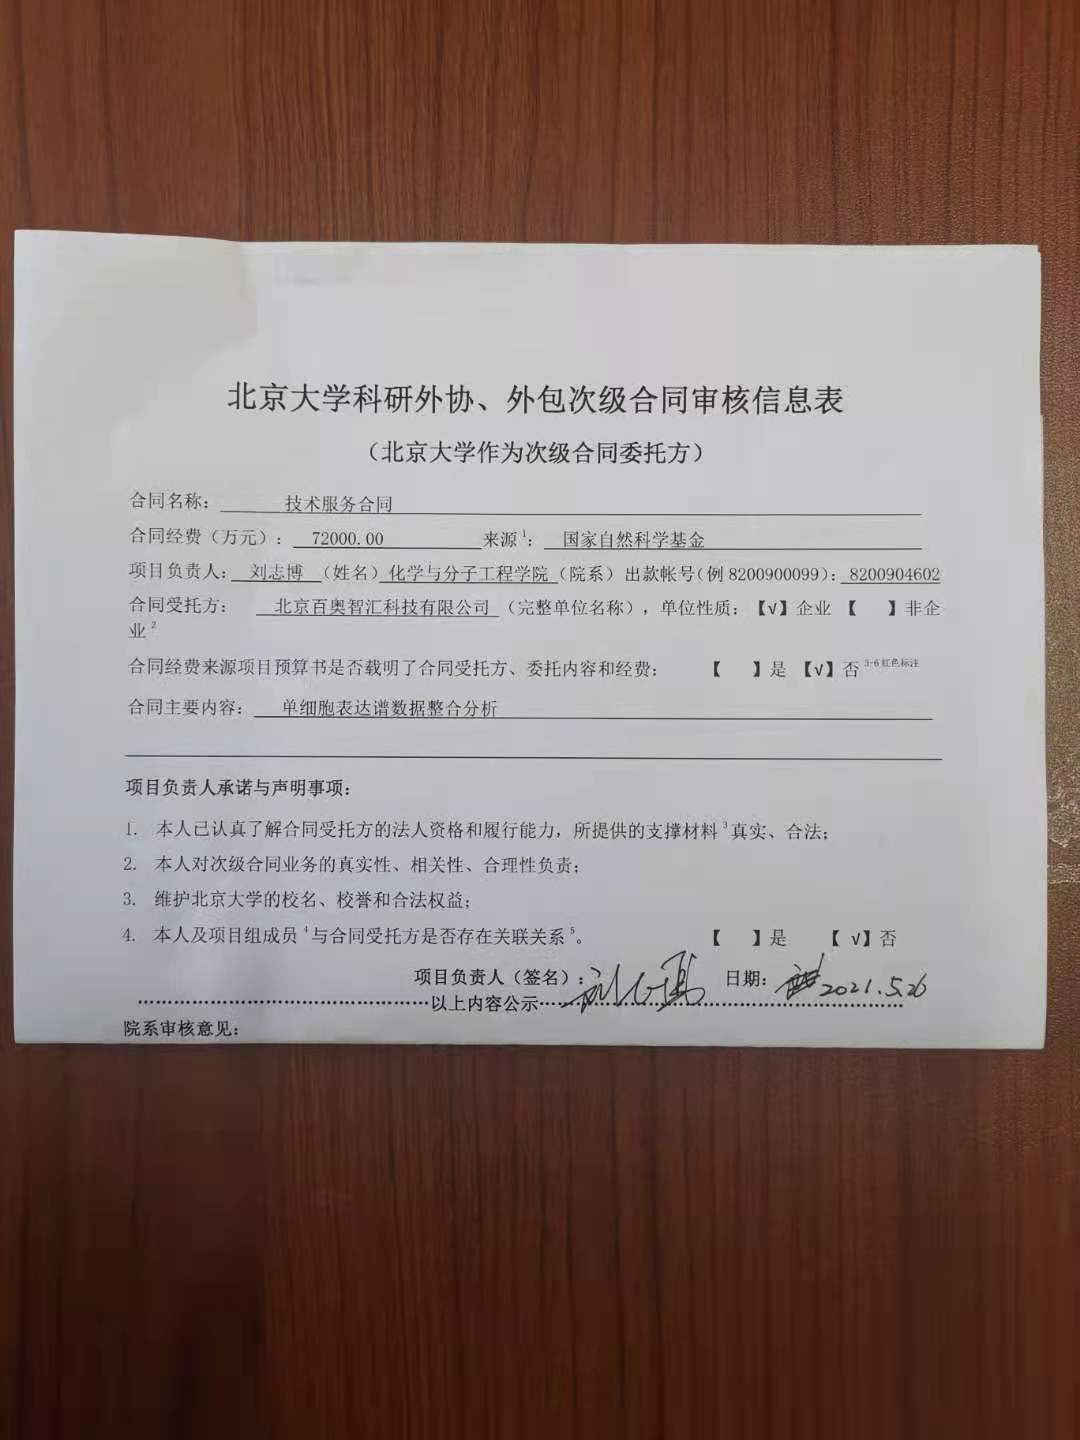 北京大学科研外协、外包次级合同审核信息表
（北京大学作为次级合同委托方）
合同名称： 技术服务合同
合同经费（万元）： 72000.00 来源1： 国家自然科学基金
项目负责人： 刘志博 （姓名）化学与分子工程学院（院系）出款帐号(例8200900099)： 8200904602
合同受托方： 北京百奥智汇科技有限公司 （完整单位名称），单位性质：【√】企业 【 】非企
业2
合同经费来源项目预算书是否载明了合同受托方、委托内容和经费： 【 】是 【√】否 3-6红色标注
合同主要内容： 单细胞表达谱数据整合分析
项目负责人承诺与声明事项：
1. 本人已认真了解合同受托方的法人资格和履行能力，所提供的支撑材料3真实、合法；
2. 本人对次级合同业务的真实性、相关性、合理性负责；
3. 维护北京大学的校名、校誉和合法权益；
4. 本人及项目组成员4与合同受托方是否存在关联关系5。 【 】是 【 √】否
项目负责人（签名）： 日期： 2021.5.26
以上内容公示
院系审核意见：